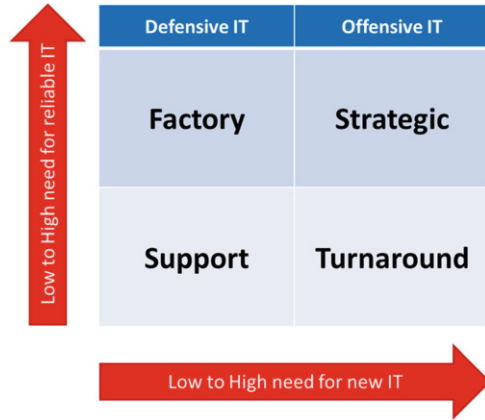 Low to High need for reliable IT
Defensive IT
Offensive IT
Factory
Strategic
Support
Turnaround
Low to High need for new IT